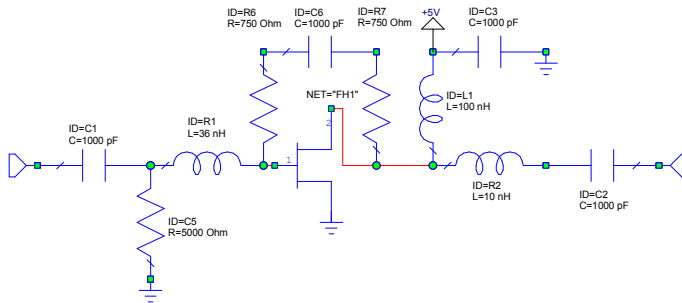 ID=R6
R=750 Ohm
ID=C6
C=1000 pF
ID=R7
R=750 Ohm
+5V
ID=C3
C=1000 pF
NET="FH1"
ID=L1
L=100 nH
2
ID=C1
C=1000 pF
ID=R1
L=36 nH
1
ID=R2
L=10 nH
ID=C2
C=1000 pF
ID=C5
R=5000 Ohm